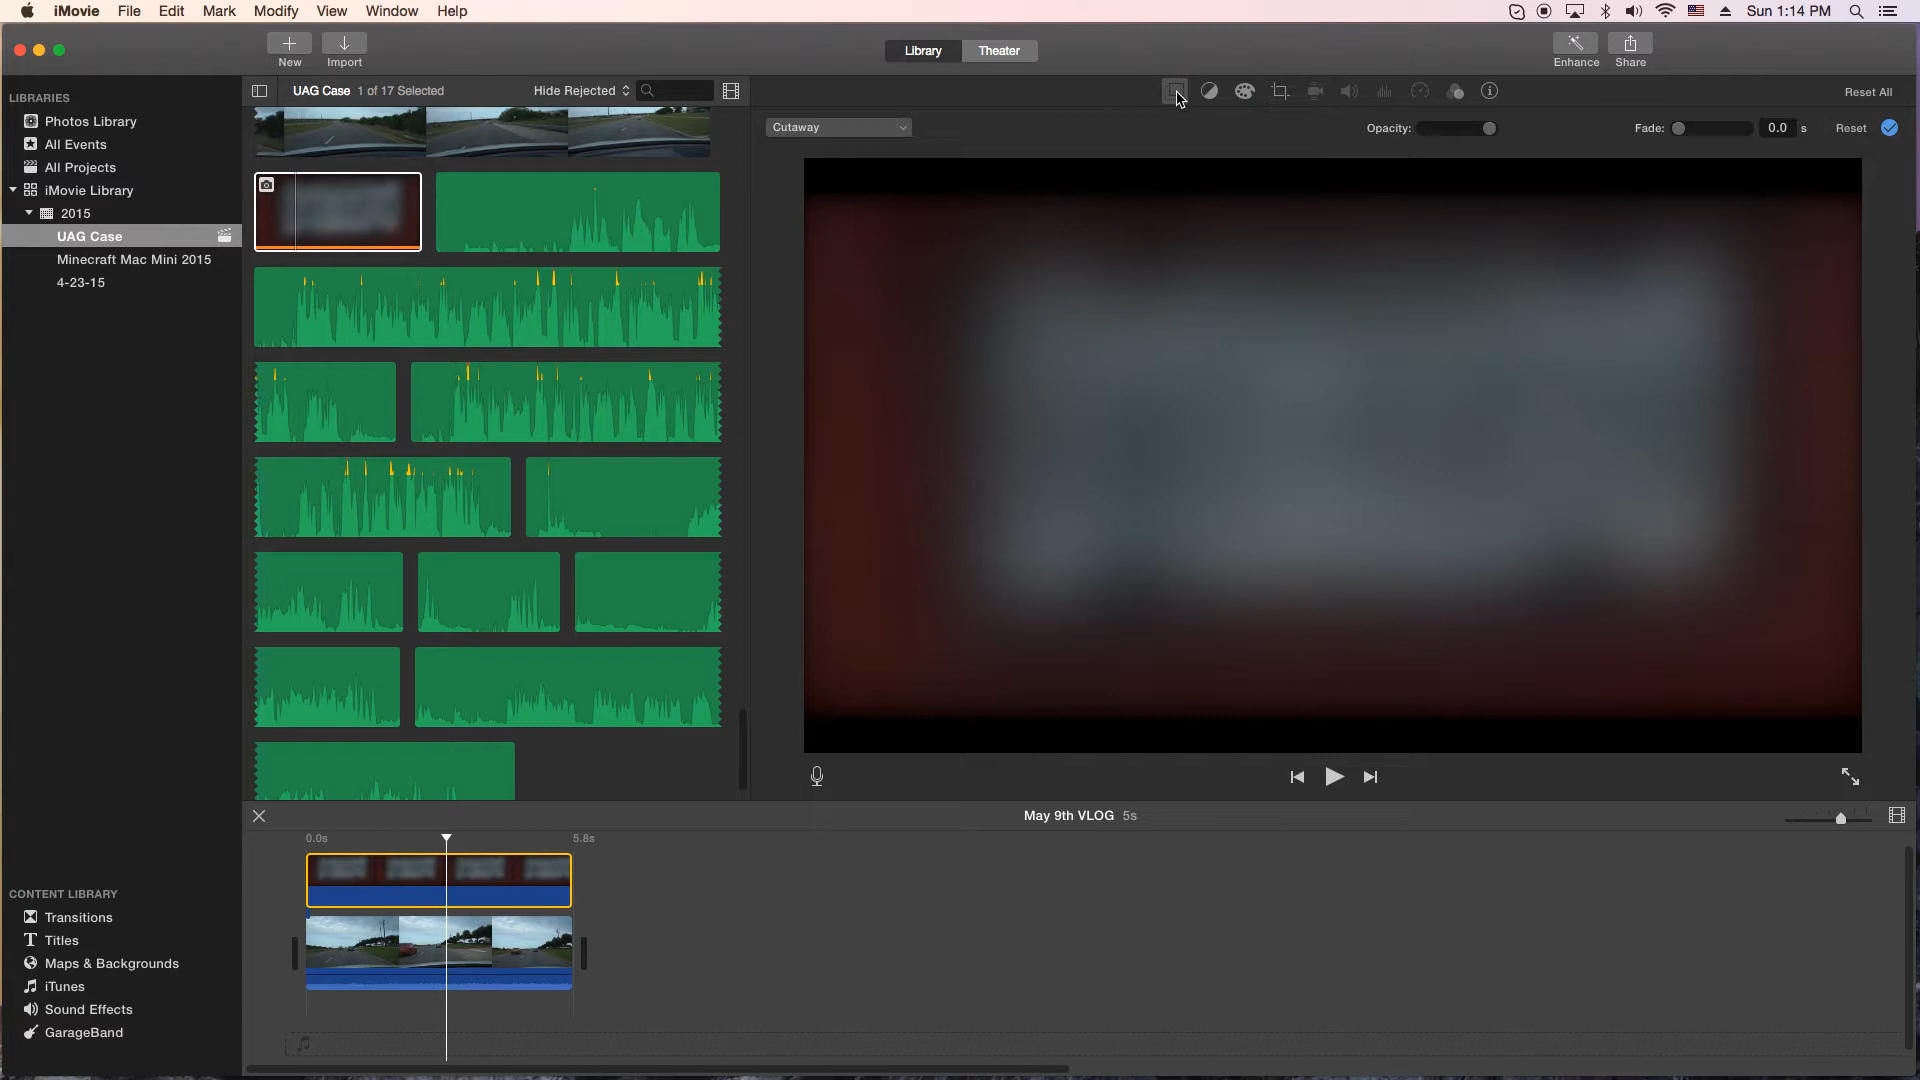 iMovie File Edit Mark Modify View Window Help
Sun 1:14 PM
New
Import
Library
Theater
Enhance
Share
LIBRARIES
Photos Library
All Events
All Projects
iMovie Library
2015
UAG Case
Minecraft Mac Mini 2015
4-23-15
UAG Case 1 of 17 Selected
Hide Rejected
Reset All
Cutaway
Opacity:
Fade: 0.0 s
Reset
May 9th VLOG 5s
0.0s
5.8s
CONTENT LIBRARY
Transitions
Titles
Maps & Backgrounds
iTunes
Sound Effects
GarageBand